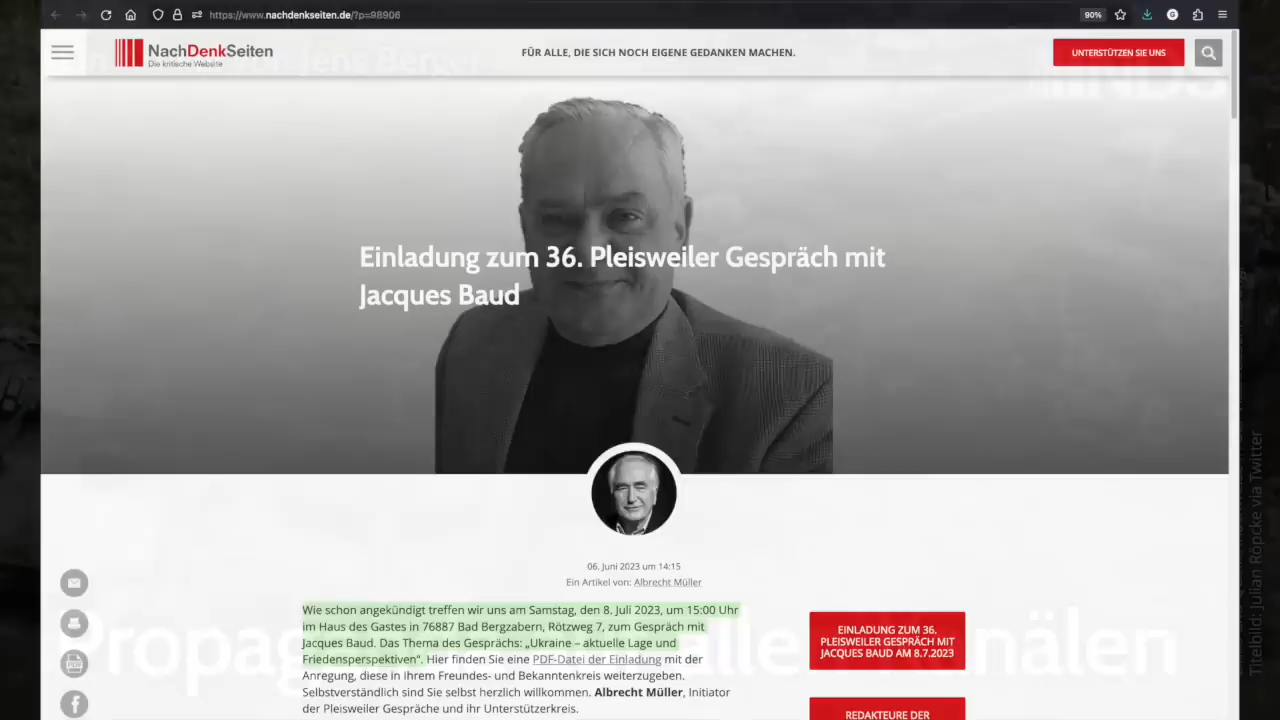 https://www.nachdenkseiten.de/?p=98906
90%
NachDenkSeiten
Die kritische Website
FÜR ALLE, DIE SICH NOCH EIGENE GEDANKEN MACHEN.
UNTERSTÜTZEN SIE UNS
Einladung zum 36. Pleisweiler Gespräch mit
Jacques Baud
06. Juni 2023 um 14:15
Ein Artikel von: Albrecht Müller
Wie schon angekündigt treffen wir uns am Samstag, den 8. Juli 2023, um 15:00 Uhr
im Haus des Gastes in 76887 Bad Bergzabern, Kurzweg 7, zum Gespräch mit
Jacques Baud. Das Thema des Gesprächs: „Ukraine – aktuelle Lage und
Friedensperspektiven“. Hier finden Sie eine PDF-Datei der Einladung mit der
Anregung, diese in Ihrem Freundes- und Bekanntenkreis weiterzugeben.
Selbstverständlich sind Sie selbst herzlich willkommen. Albrecht Müller, Initiator
der Pleisweiler Gespräche und ihr Unterstützerkreis.
EINLADUNG ZUM 36.
PLEISWEILER GESPRÄCH MIT
JACQUES BAUD AM 8.7.2023
REDAKTEURE DER
PDF
Titelbild: Julian Röpcke via Twitter